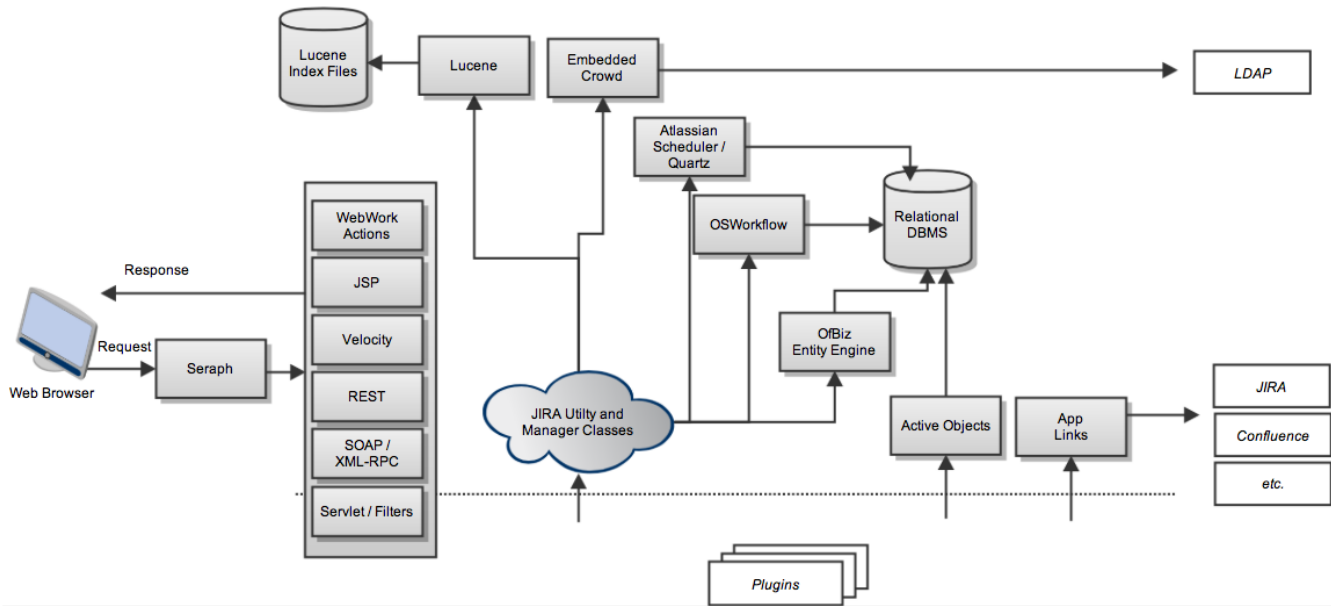 Lucene
Index Files
Lucene
Embedded
Crowd
LDAP
Atlassian
Scheduler /
Quartz
WebWork
Actions
OSWorkflow
Relational
DBMS
Response
JSP
Request
Seraph
Velocity
OfBiz
Entity Engine
Web Browser
REST
JIRA Utilty and
Manager Classes
Active Objects
App
Links
JIRA
Confluence
etc.
SOAP /
XML-RPC
Servlet / Filters
Plugins